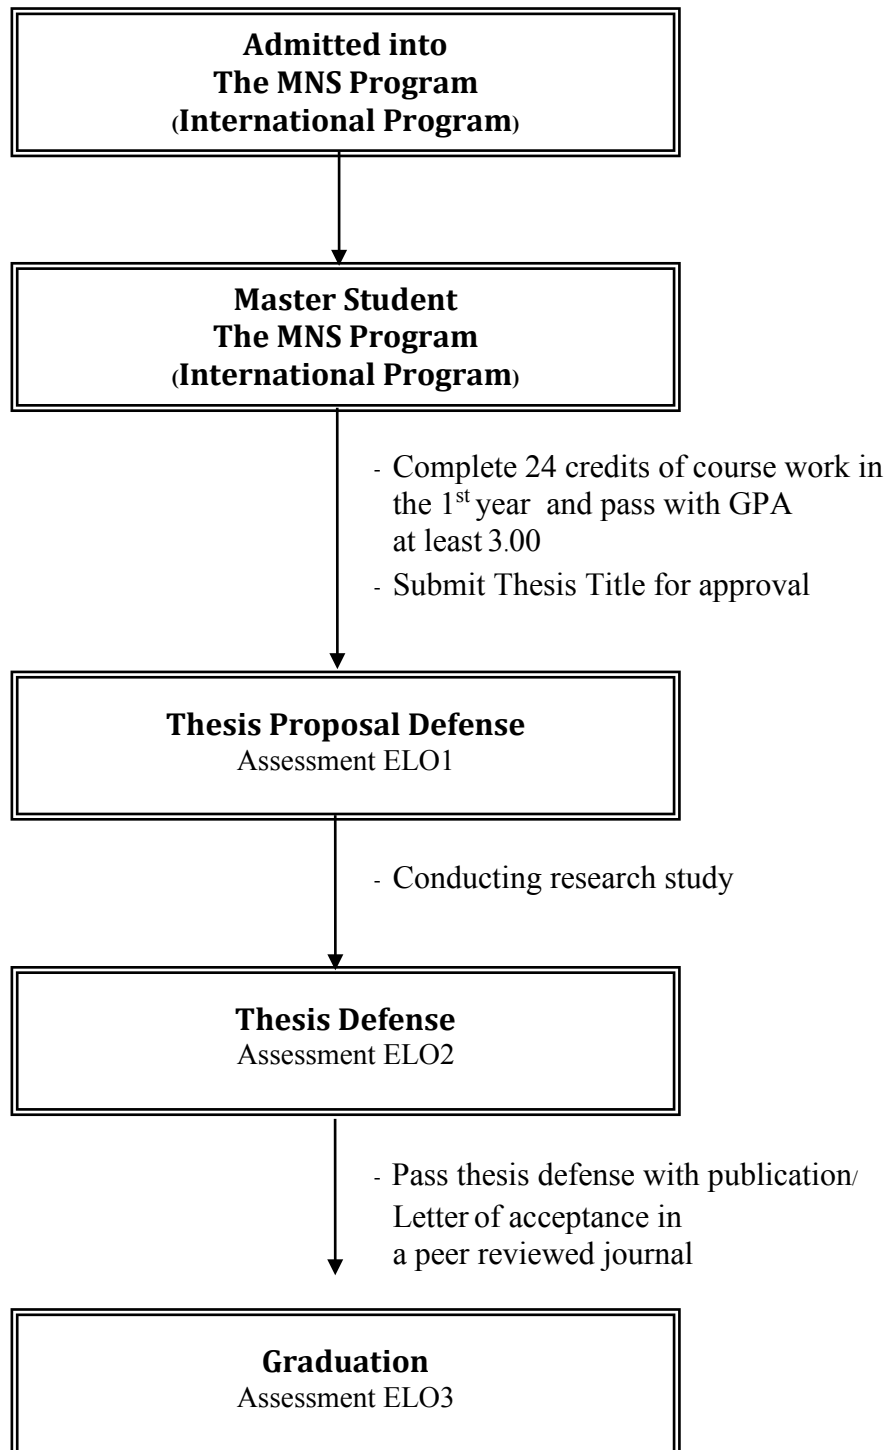 Admitted into
The MNS Program
(International Program)
Master Student
The MNS Program
(International Program)
- Complete 24 credits of course work in
the 1st year and pass with GPA
at least 3.00
- Submit Thesis Title for approval
Thesis Proposal Defense
Assessment ELO1
- Conducting research study
Thesis Defense
Assessment ELO2
- Pass thesis defense with publication/
Letter of acceptance in
a peer reviewed journal
Graduation
Assessment ELO3